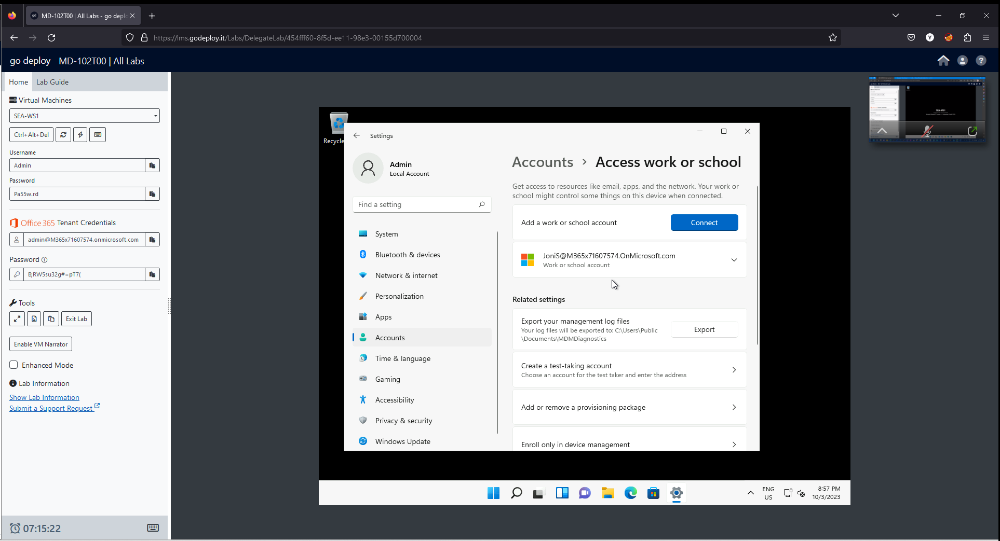 MD-102T00 | All Labs - go deplo
https://lms.godeploy.it/Labs/DelegateLab/454fff60-8f5d-ee11-98e3-00155d700004
go deploy MD-102T00 | All Labs
Home Lab Guide
Virtual Machines
SEA-WS1
Ctrl+Alt+Del
Username
Admin
Password
Pa55w.rd
Office 365 Tenant Credentials
admin@M365x71607574.onmicrosoft.com
Password
B;RW5su32g#=pT7(
Tools
Exit Lab
Enable VM Narrator
Enhanced Mode
Lab Information
Show Lab Information
Submit a Support Request
07:15:22
Recycle
Settings
Admin
Local Account
Find a setting
System
Bluetooth & devices
Network & internet
Personalization
Apps
Accounts
Time & language
Gaming
Accessibility
Privacy & security
Windows Update
Accounts › Access work or school
Get access to resources like email, apps, and the network. Your work or
school might control some things on this device when connected.
Add a work or school account
Connect
JoniS@M365x71607574.OnMicrosoft.com
Work or school account
Related settings
Export your management log files
Your log files will be exported to: C:\Users\Public
\Documents\MDMDiagnostics
Export
Create a test-taking account
Choose an account for the test taker and enter the address
Add or remove a provisioning package
Enroll only in device management
ENG
US
8:57 PM
10/3/2023